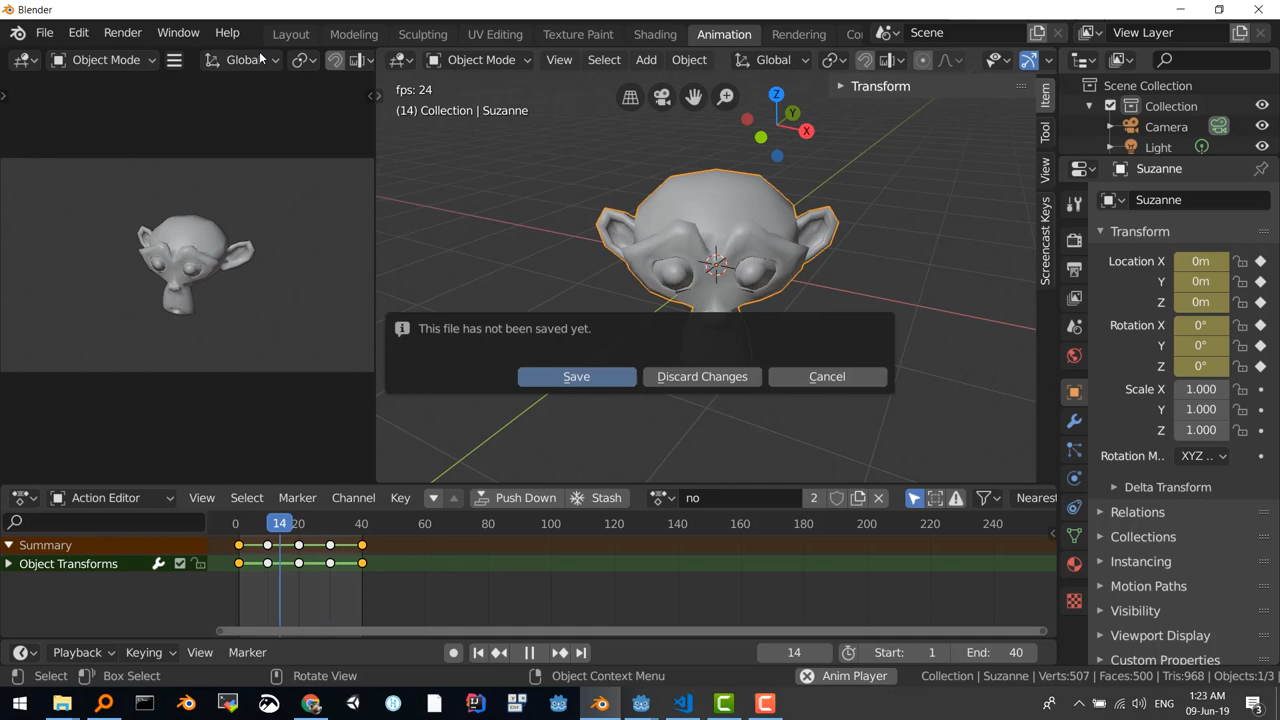 Blender
File Edit Render Window Help
Layout Modeling Sculpting UV Editing Texture Paint Shading Animation Rendering Co
Scene
View Layer
Object Mode
Global
Object Mode View Select Add Object
Global
fps: 24
(14) Collection | Suzanne
Transform
Z
Y
X
Item
Tool
View
Screencast Keys
This file has not been saved yet.
Save Discard Changes Cancel
Scene Collection
Collection
Camera
Light
Suzanne
Suzanne
Transform
Location X 0m
Y 0m
Z 0m
Rotation X 0°
Y 0°
Z 0°
Scale X 1.000
Y 1.000
Z 1.000
Rotation M.. XYZ ..
Delta Transform
Relations
Collections
Instancing
Motion Paths
Visibility
Viewport Display
Custom Properties
Action Editor View Select Marker Channel Key Push Down Stash no 2 Nearest
0 14 20 40 60 80 100 120 140 160 180 200 220 240
Summary
Object Transforms
Playback Keying View Marker 14 Start: 1 End: 40
Select Box Select Rotate View Object Context Menu Anim Player Collection | Suzanne | Verts:507 | Faces:500 | Tris:968 | Objects:1/3
ENG
1:23 AM
09-Jun-19
3